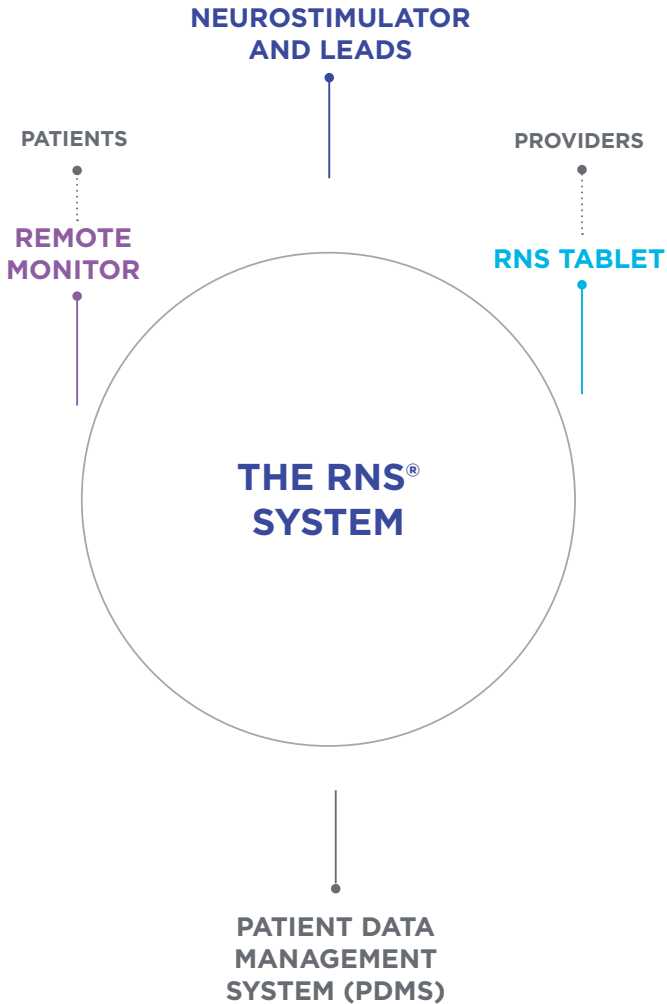 NEUROSTIMULATOR
AND LEADS
PATIENTS
PROVIDERS
REMOTE
MONITOR
RNS TABLET
THE RNS®
SYSTEM
PATIENT DATA
MANAGEMENT
SYSTEM (PDMS)